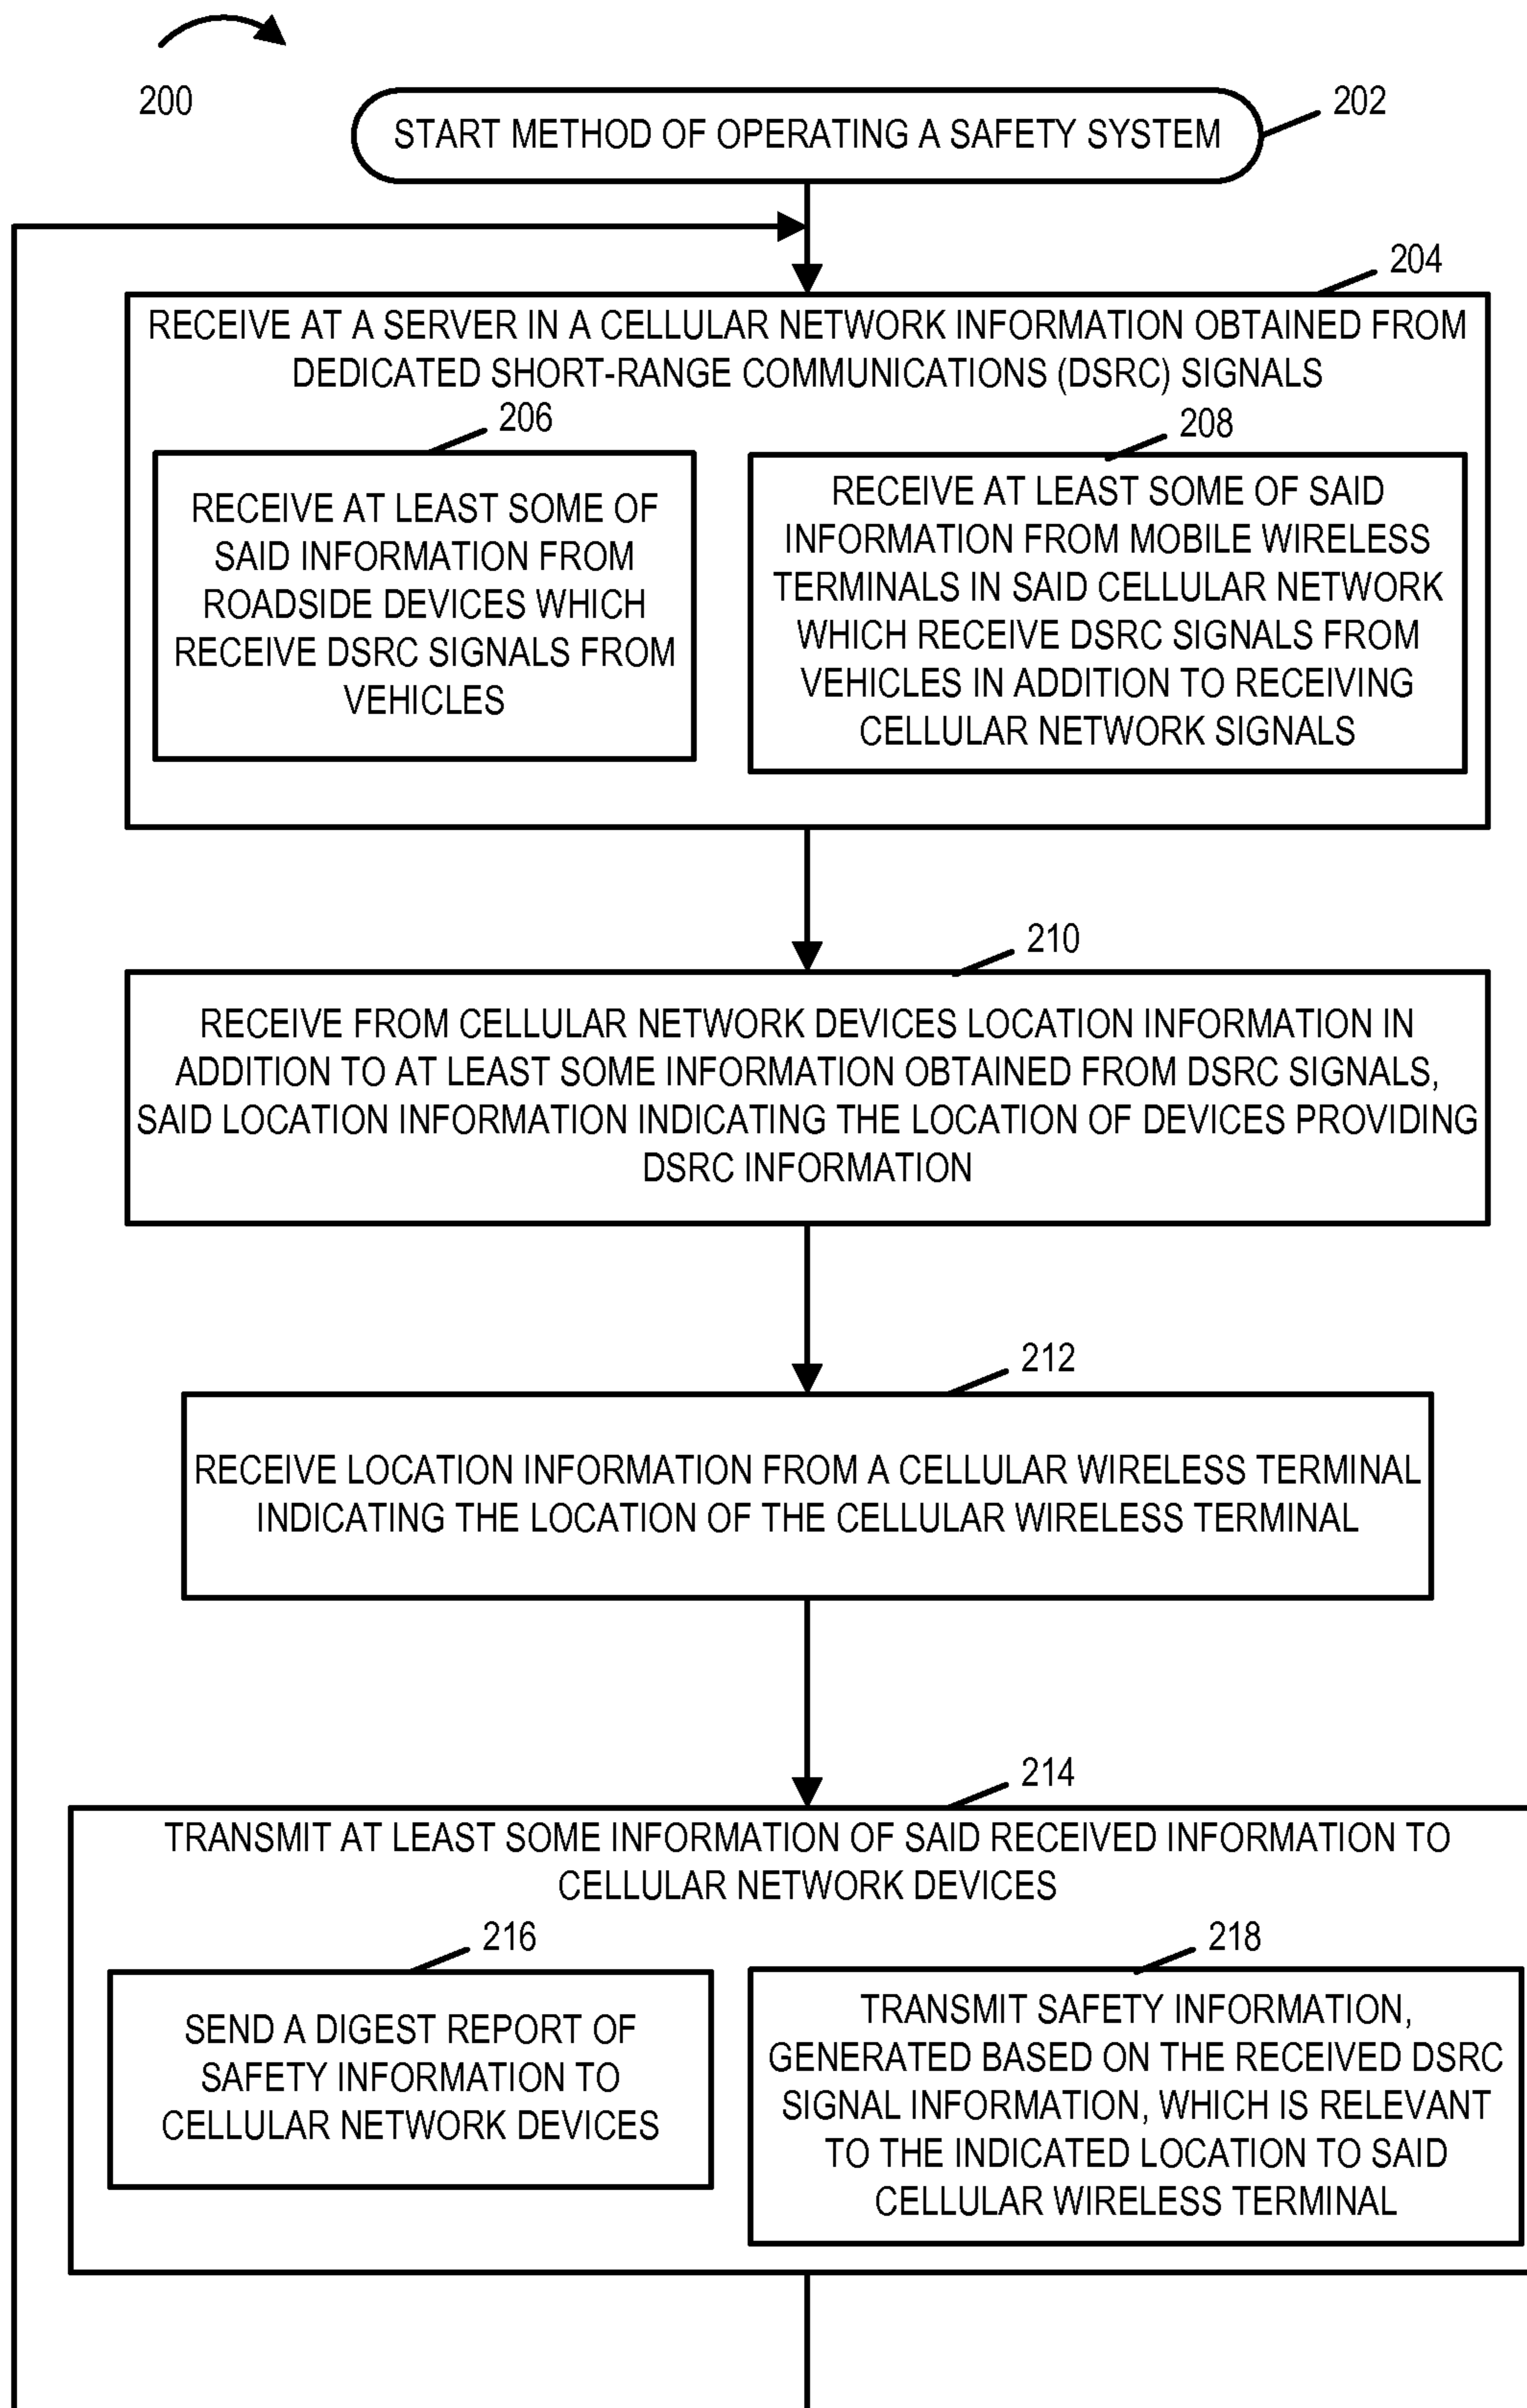 200
START METHOD OF OPERATING A SAFETY SYSTEM
202
204
RECEIVE AT A SERVER IN A CELLULAR NETWORK INFORMATION OBTAINED FROM
DEDICATED SHORT-RANGE COMMUNICATIONS (DSRC) SIGNALS
206
RECEIVE AT LEAST SOME OF
SAID INFORMATION FROM
ROADSIDE DEVICES WHICH
RECEIVE DSRC SIGNALS FROM
VEHICLES
208
RECEIVE AT LEAST SOME OF SAID
INFORMATION FROM MOBILE WIRELESS
TERMINALS IN SAID CELLULAR NETWORK
WHICH RECEIVE DSRC SIGNALS FROM
VEHICLES IN ADDITION TO RECEIVING
CELLULAR NETWORK SIGNALS
210
RECEIVE FROM CELLULAR NETWORK DEVICES LOCATION INFORMATION IN
ADDITION TO AT LEAST SOME INFORMATION OBTAINED FROM DSRC SIGNALS,
SAID LOCATION INFORMATION INDICATING THE LOCATION OF DEVICES PROVIDING
DSRC INFORMATION
212
RECEIVE LOCATION INFORMATION FROM A CELLULAR WIRELESS TERMINAL
INDICATING THE LOCATION OF THE CELLULAR WIRELESS TERMINAL
214
TRANSMIT AT LEAST SOME INFORMATION OF SAID RECEIVED INFORMATION TO
CELLULAR NETWORK DEVICES
216
SEND A DIGEST REPORT OF
SAFETY INFORMATION TO
CELLULAR NETWORK DEVICES
218
TRANSMIT SAFETY INFORMATION,
GENERATED BASED ON THE RECEIVED DSRC
SIGNAL INFORMATION, WHICH IS RELEVANT
TO THE INDICATED LOCATION TO SAID
CELLULAR WIRELESS TERMINAL